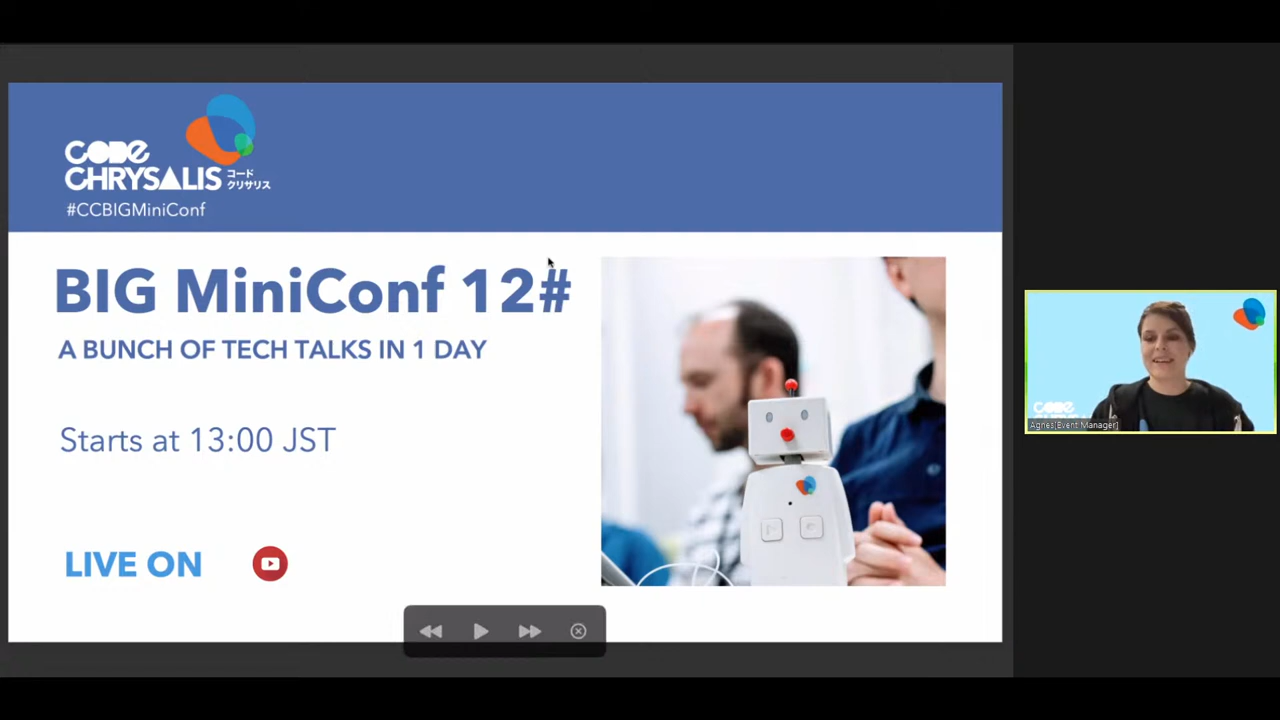 CODE
CHRYSALIS
コード
クリサリス
#CCBIGMiniConf
BIG MiniConf 12#
A BUNCH OF TECH TALKS IN 1 DAY
Starts at 13:00 JST
LIVE ON
CODE
Agnes[Event Manager]